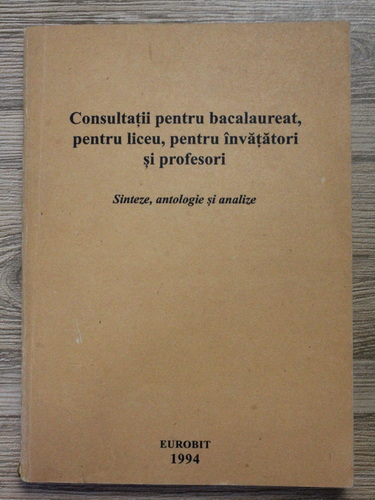 Consultații pentru bacalaureat,
pentru liceu, pentru învățători
și profesori
Sinteze, antologie și analize
EUROBIT
1994